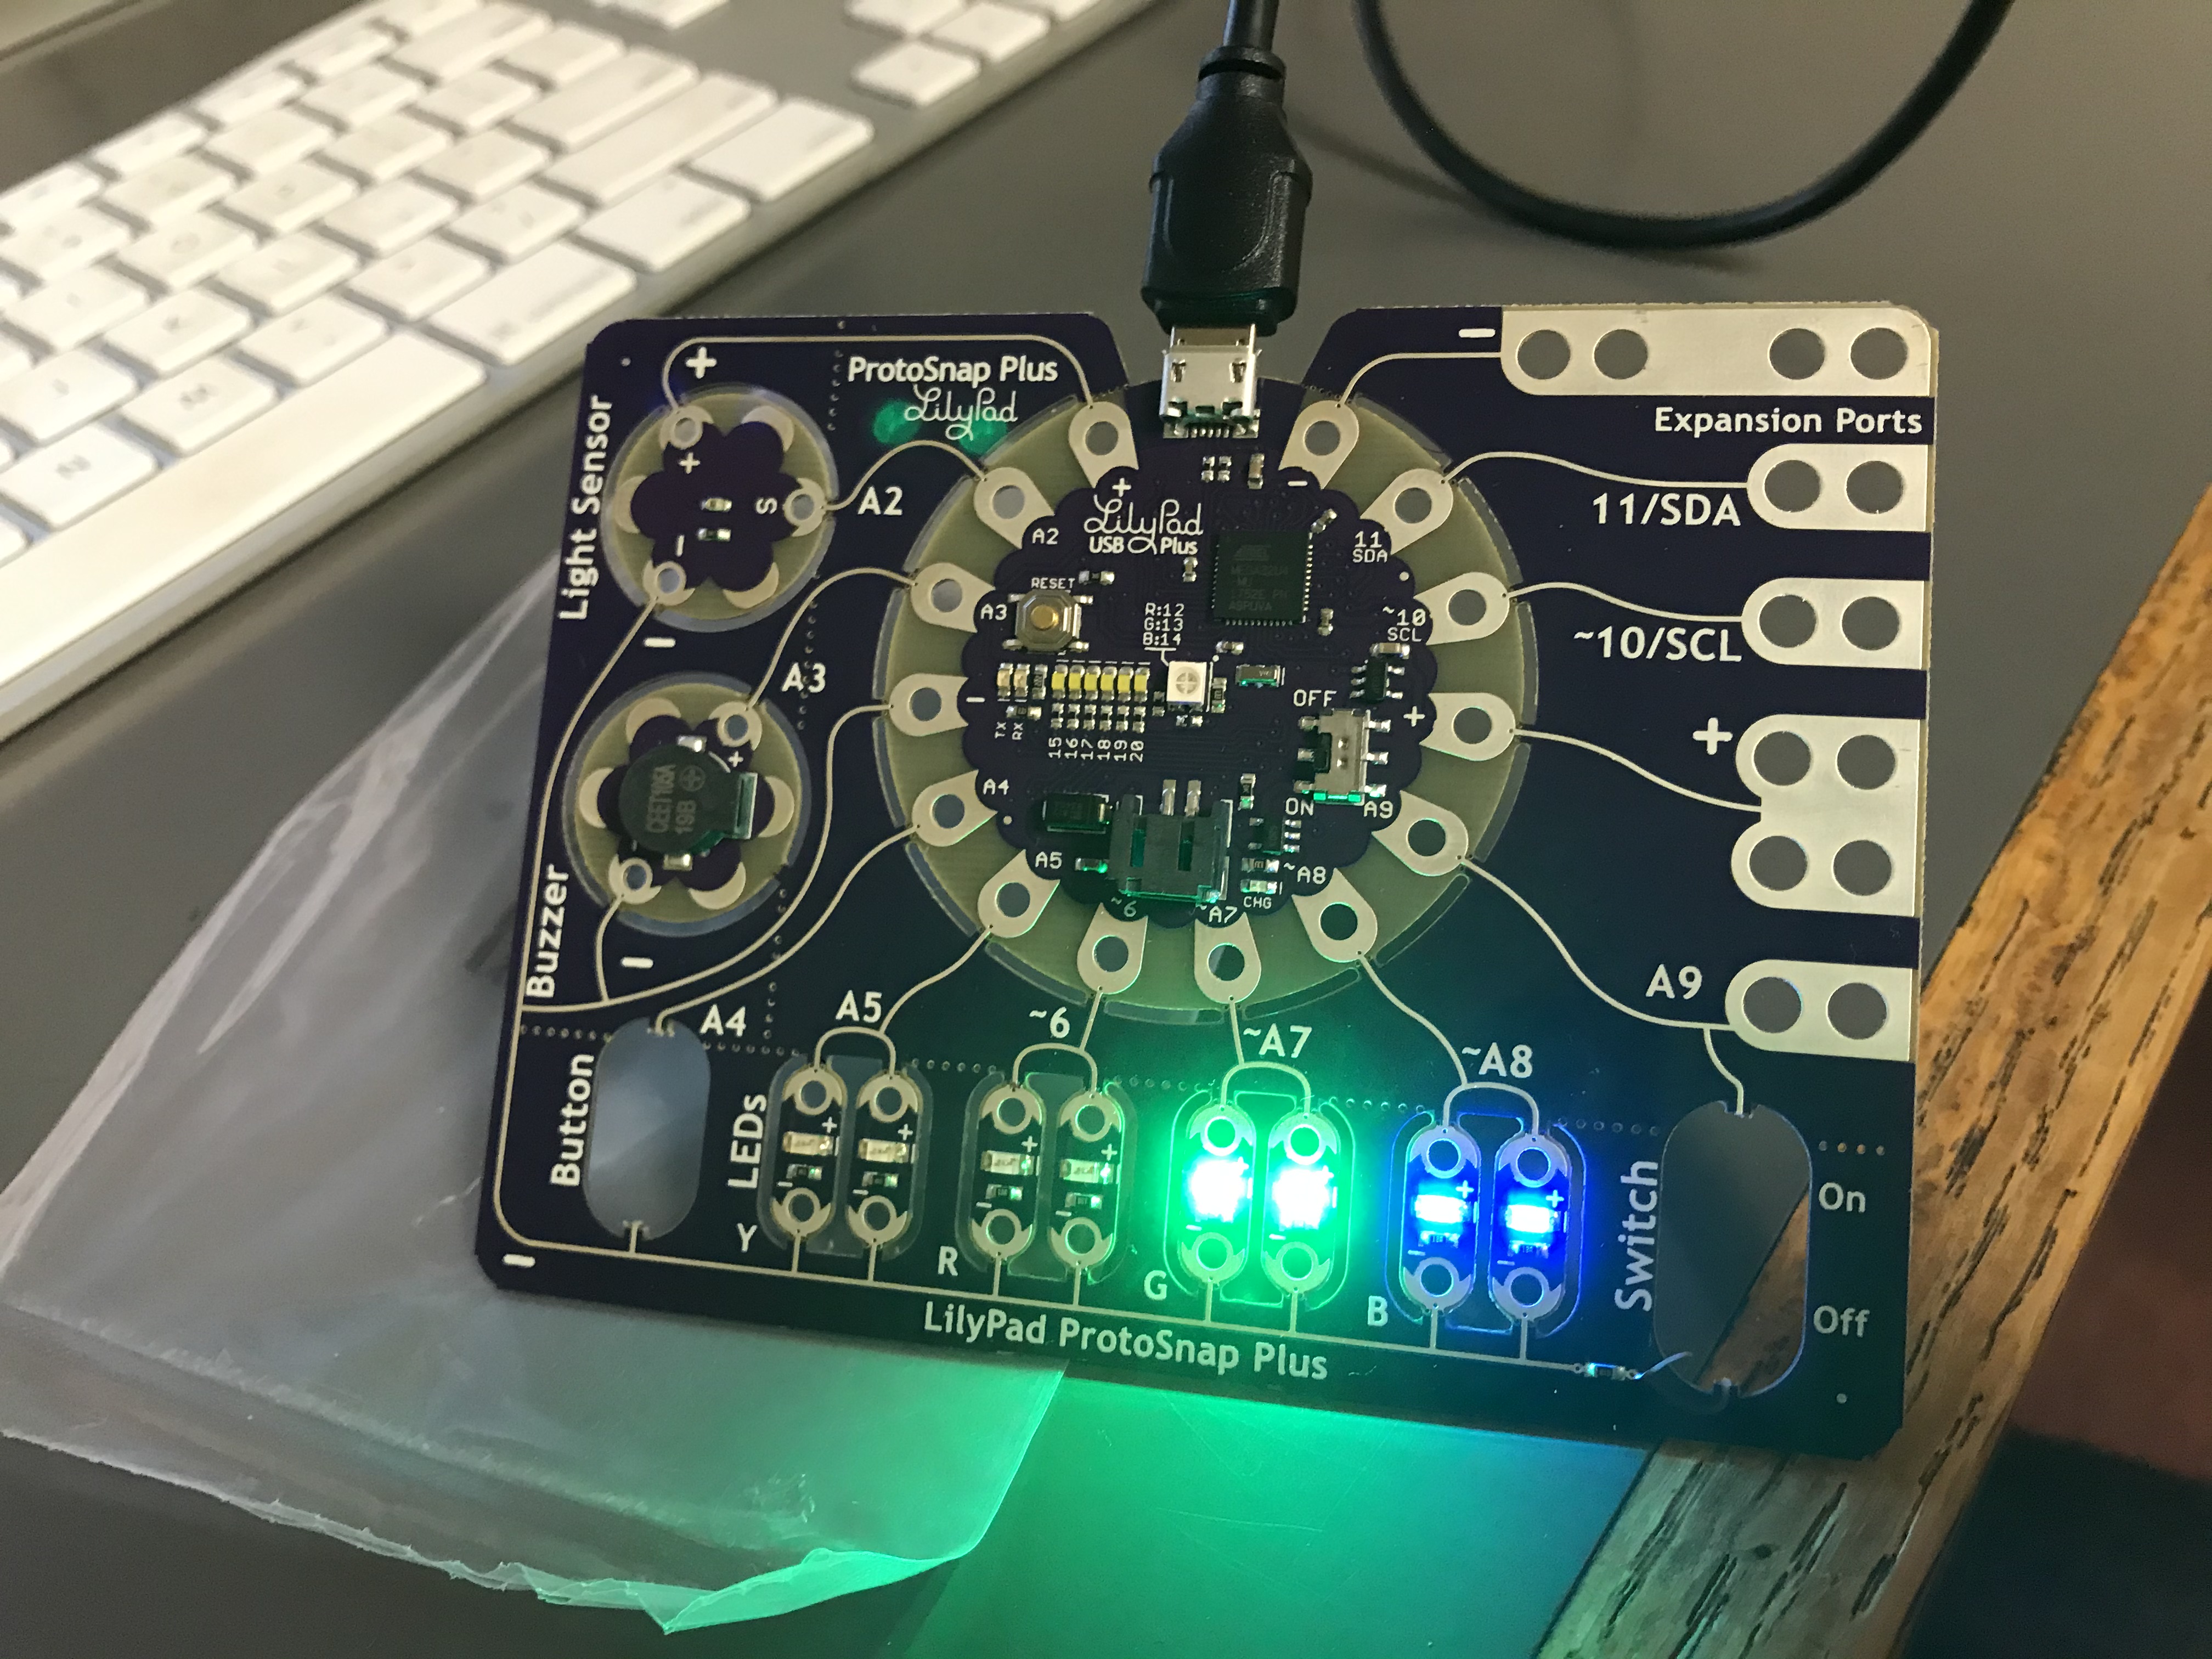 +
ProtoSnap Plus
LilyPad
−
Expansion Ports
Light Sensor
+
S
−
−
A2
11/SDA
~10/SCL
+
A9
A3
+
CEET186A
19B
Buzzer
−
+
−
LilyPad
USB Plus
A2
11
SDA
RESET
R:12
G:13
B:14
A3
~10
SCL
OFF
−
+
TX
RX
15
16
17
18
19
20
A4
ON
A9
A5
~A8
CHG
~6
~A7
A4
A5
~6
~A7
~A8
Button
LEDs
+
+
+
+
+
+
+
−
−
−
−
−
−
Switch
On
Off
Y
R
G
B
−
LilyPad ProtoSnap Plus